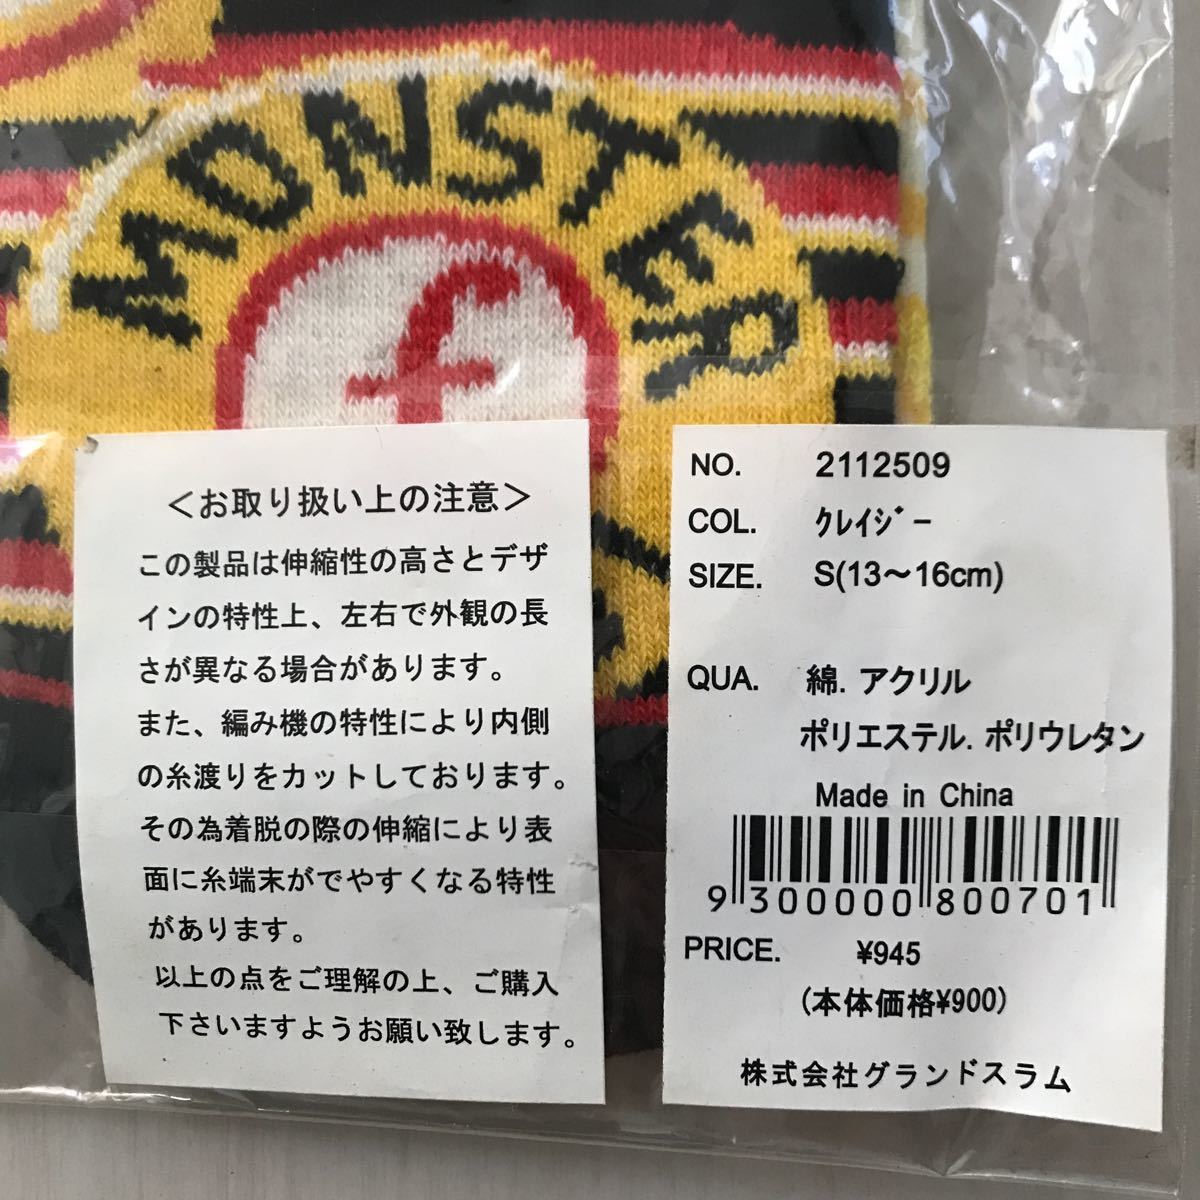 MONSTER
f
＜お取り扱い上の注意＞
この製品は伸縮性の高さとデザ
インの特性上、左右で外観の長
さが異なる場合があります。
また、編み機の特性により内側
の糸渡りをカットしております。
その為着脱の際の伸縮により表
面に糸端末がでやすくなる特性
があります。
以上の点をご理解の上、ご購入
下さいますようお願い致します。
NO. 2112509
COL. ｸﾚｲｼﾞｰ
SIZE. S(13～16cm)
QUA. 綿. アクリル
ポリエステル. ポリウレタン
Made in China
9 300000 800701
PRICE. ¥945
(本体価格¥900)
株式会社グランドスラム